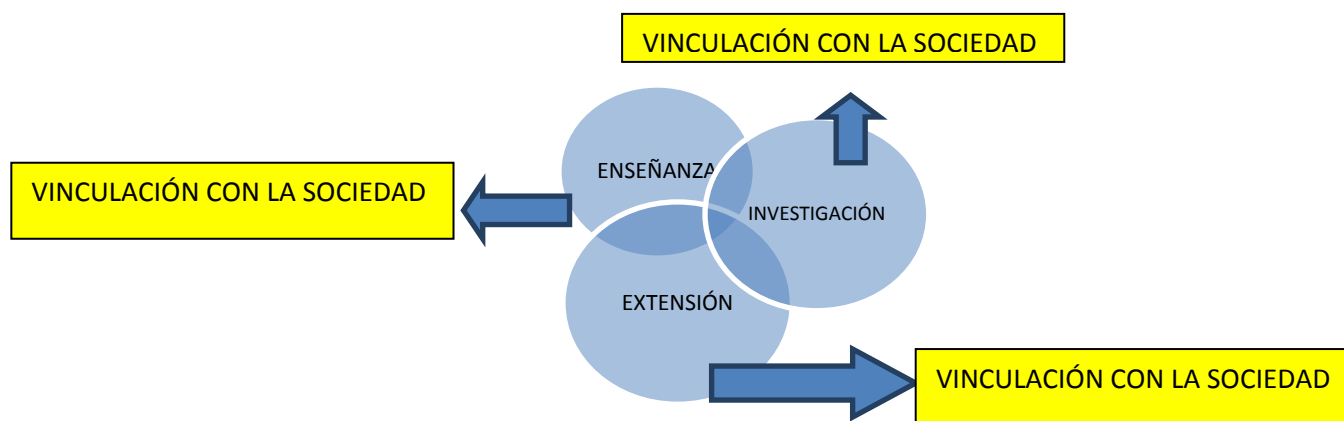 VINCULACIÓN CON LA SOCIEDAD
ENSEÑANZA
VINCULACIÓN CON LA SOCIEDAD
INVESTIGACIÓN
EXTENSIÓN
VINCULACIÓN CON LA SOCIEDAD